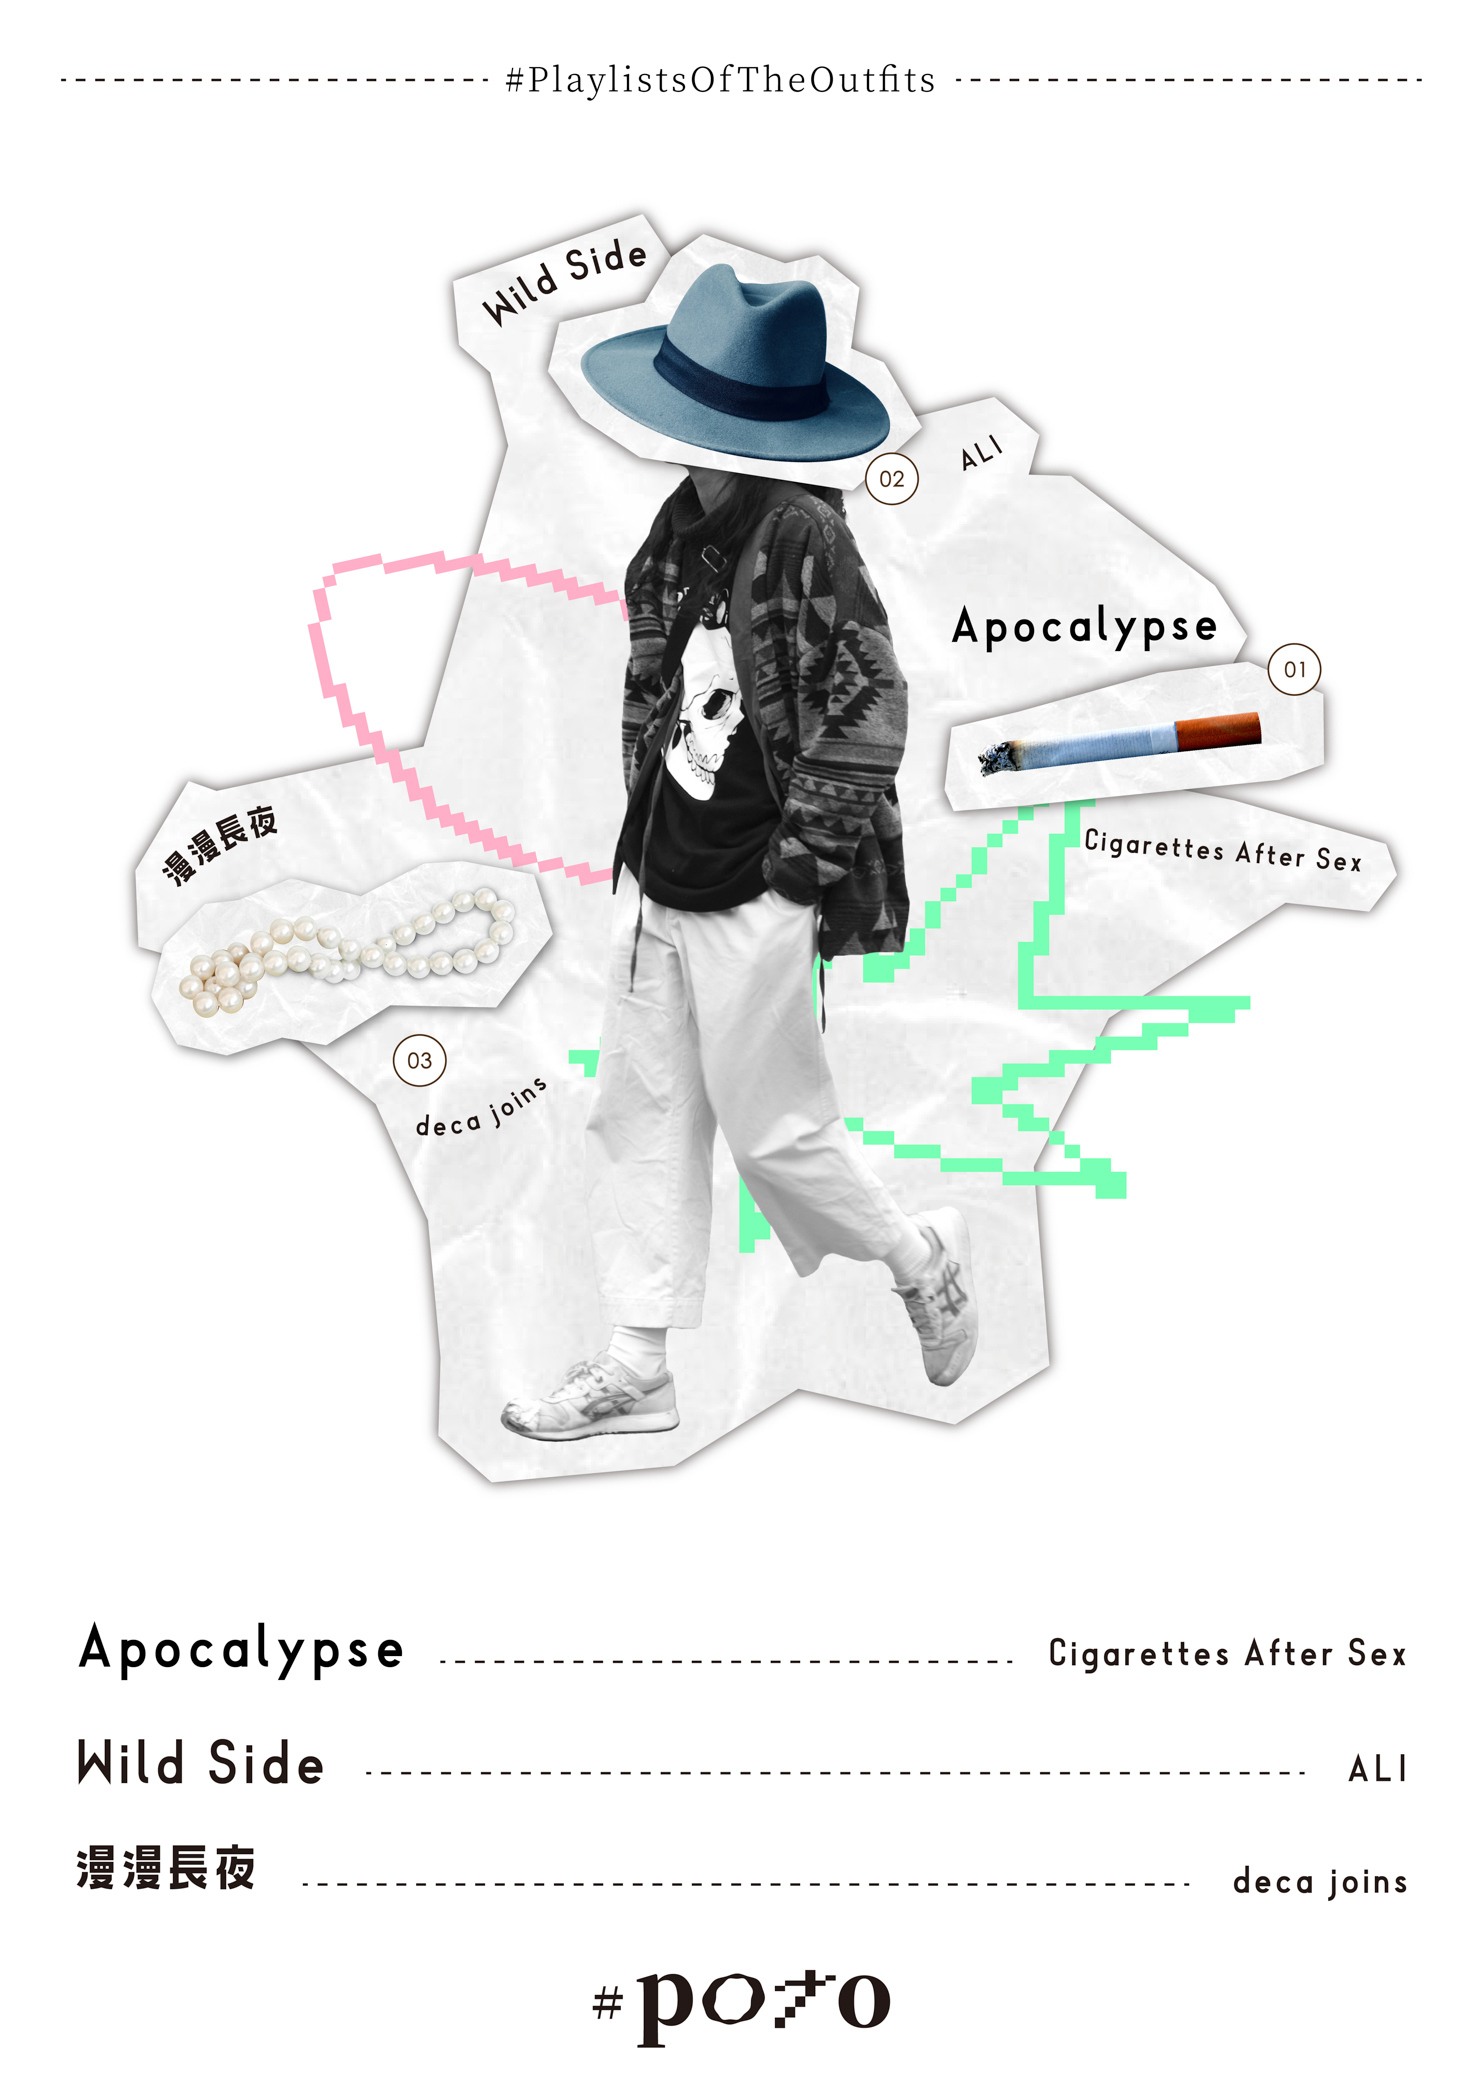 #PlaylistsOfTheOutfits
Wild Side
02
ALI
Apocalypse
01
Cigarettes After Sex
漫漫長夜
03
deca joins
Apocalypse Cigarettes After Sex
Wild Side ALI
漫漫長夜 deca joins
#poto